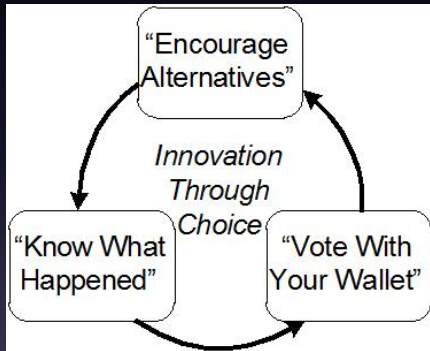 “Encourage
Alternatives”
Innovation
Through
Choice
“Know What
Happened”
“Vote With
Your Wallet”